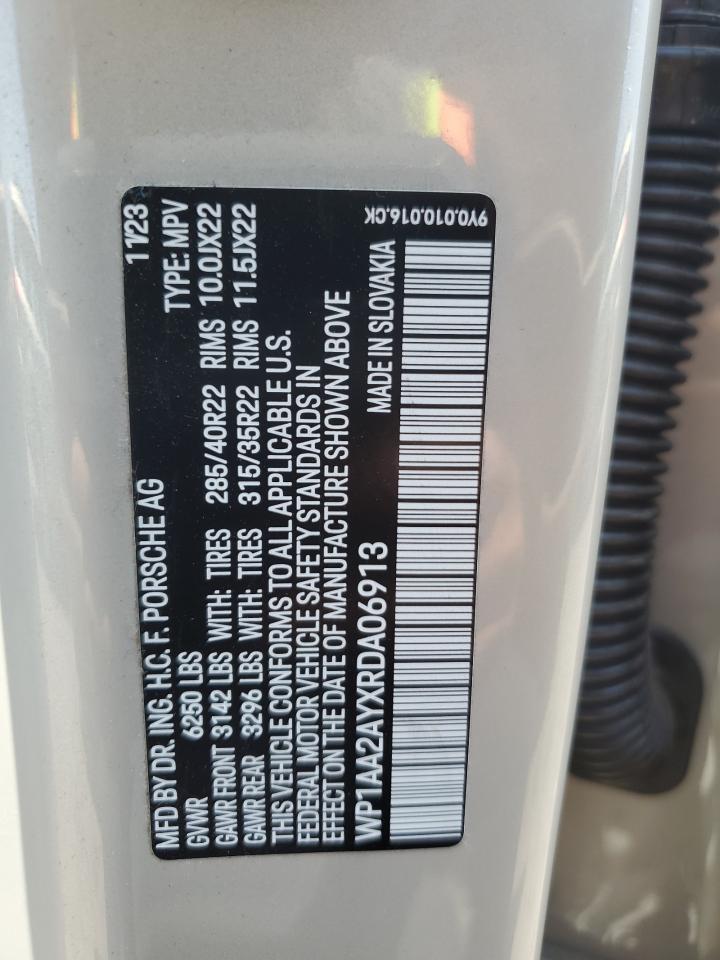 MFD BY DR. ING. H.C. F. PORSCHE AG 11/23
GVWR 6250 LBS TYPE: MPV
GAWR FRONT 3142 LBS WITH: TIRES 285/40R22 RIMS 10.0JX22
GAWR REAR 3296 LBS WITH: TIRES 315/35R22 RIMS 11.5JX22
THIS VEHICLE CONFORMS TO ALL APPLICABLE U.S.
FEDERAL MOTOR VEHICLE SAFETY STANDARDS IN
EFFECT ON THE DATE OF MANUFACTURE SHOWN ABOVE
WP1AA2AYXRDA06913 MADE IN SLOVAKIA
9Y0.010.016.CK